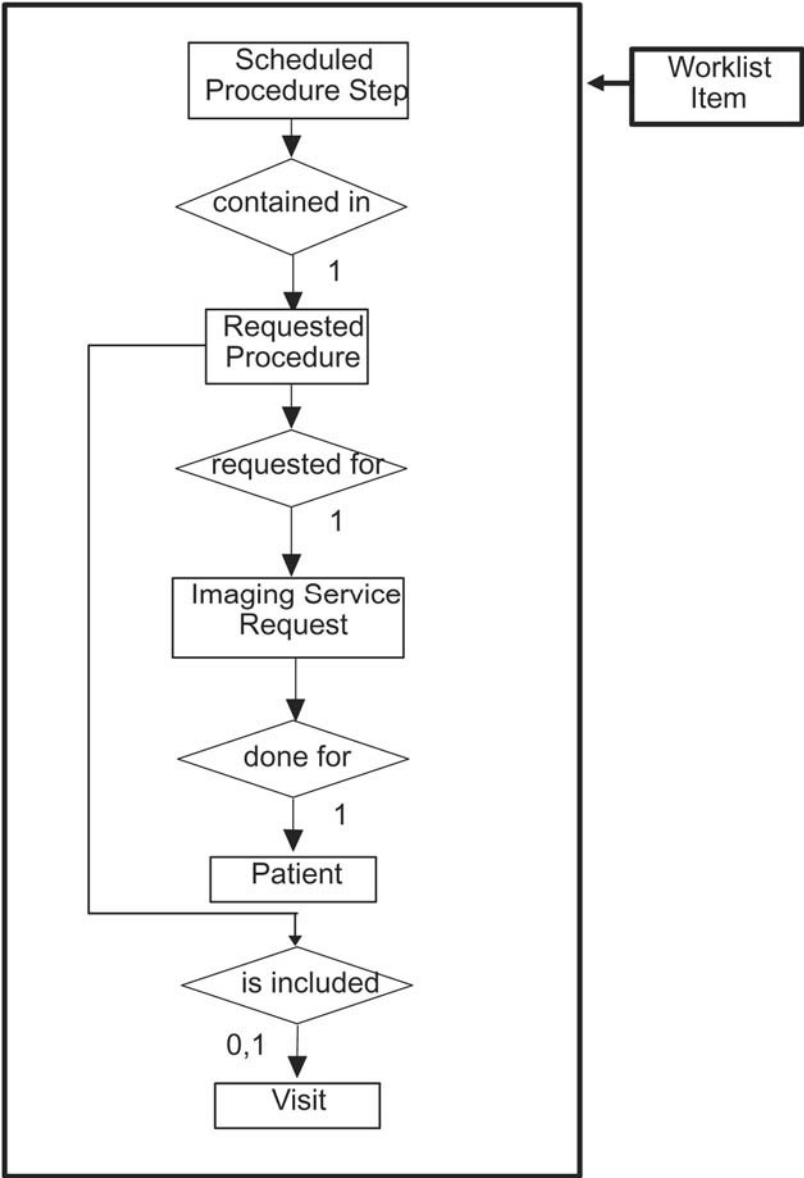 Scheduled
Procedure Step
Worklist
Item
contained in
1
Requested
Procedure
requested for
1
Imaging Service
Request
done for
1
Patient
is included
0,1
Visit